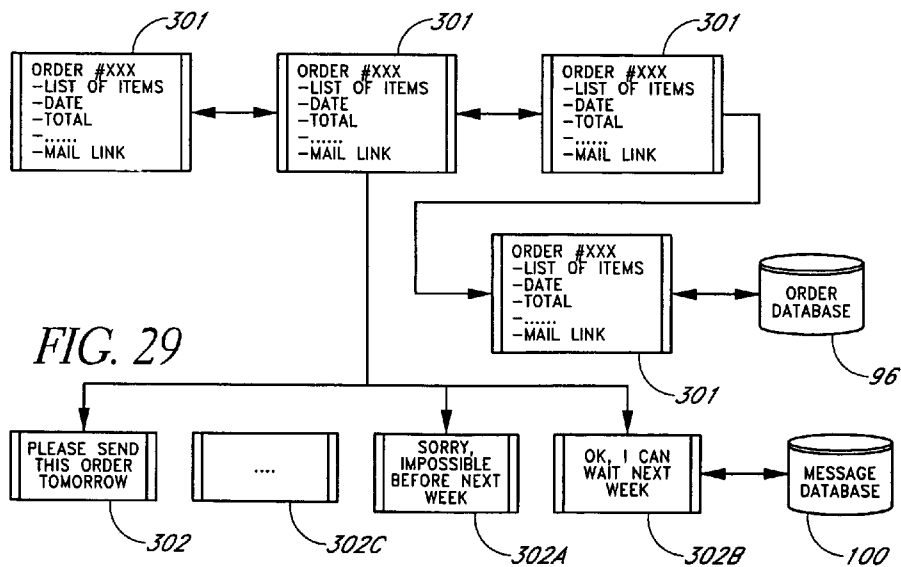 301
301
301
ORDER #XXX
-LIST OF ITEMS
-DATE
-TOTAL
-......
-MAIL LINK
ORDER #XXX
-LIST OF ITEMS
-DATE
-TOTAL
-......
-MAIL LINK
ORDER #XXX
-LIST OF ITEMS
-DATE
-TOTAL
-......
-MAIL LINK
ORDER #XXX
-LIST OF ITEMS
-DATE
-TOTAL
-......
-MAIL LINK
301
ORDER
DATABASE
96
FIG. 29
PLEASE SEND
THIS ORDER
TOMORROW
302
....
302C
SORRY,
IMPOSSIBLE
BEFORE NEXT
WEEK
302A
OK, I CAN
WAIT NEXT
WEEK
302B
MESSAGE
DATABASE
100